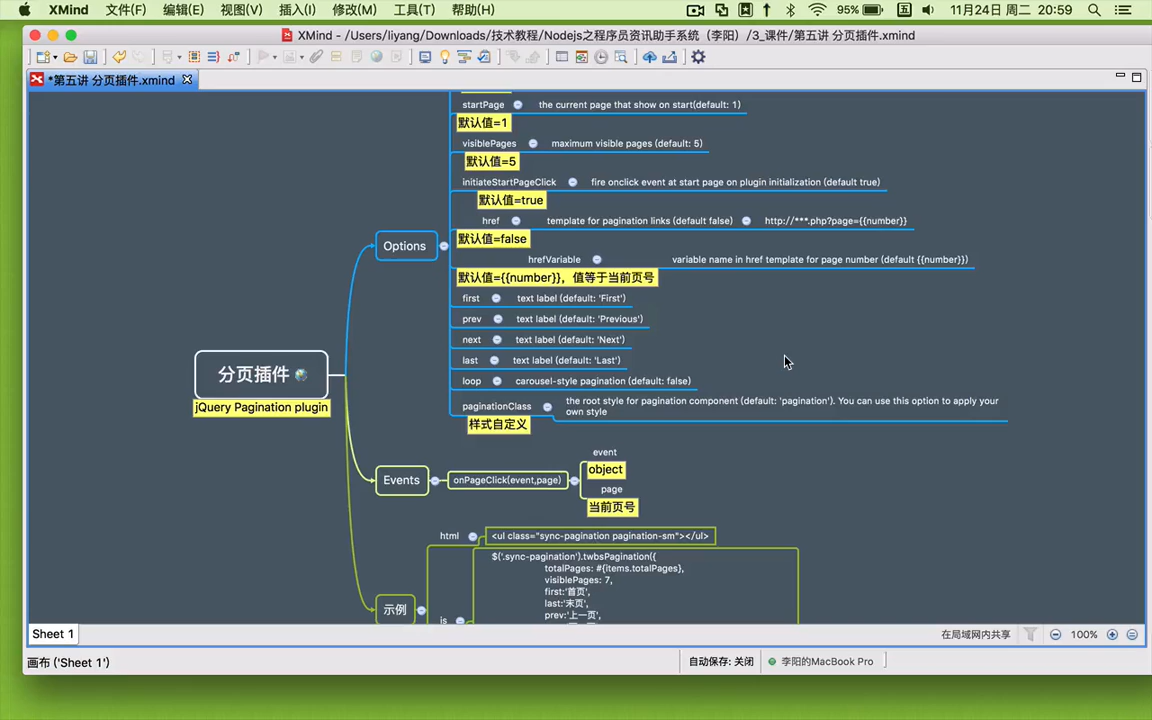 XMind 文件(F) 编辑(E) 视图(V) 插入(I) 修改(M) 工具(T) 帮助(H) 95% 五 11月24日 周二 20:59
XMind - /Users/liyang/Downloads/技术教程/Nodejs之程序员资讯助手系统（李阳）/3_课件/第五讲 分页插件.xmind
*第五讲 分页插件.xmind
startPage the current page that show on start(default: 1)
默认值=1
visiblePages maximum visible pages (default: 5)
默认值=5
initiateStartPageClick fire onclick event at start page on plugin initialization (default true)
默认值=true
href template for pagination links (default false) http://***.php?page={{number}}
默认值=false
Options
hrefVariable variable name in href template for page number (default {{number}})
默认值={{number}}，值等于当前页号
first text label (default: 'First')
prev text label (default: 'Previous')
next text label (default: 'Next')
last text label (default: 'Last')
loop carousel-style pagination (default: false)
paginationClass the root style for pagination component (default: 'pagination'). You can use this option to apply your
own style
样式自定义
分页插件
jQuery Pagination plugin
Events onPageClick(event,page)
event
object
page
当前页号
示例
html <ul class="sync-pagination pagination-sm"></ul>
js
$('.sync-pagination').twbsPagination({
totalPages: #{items.totalPages},
visiblePages: 7,
first:'首页',
last:'末页',
prev:'上一页',
Sheet 1
在局域网内共享 100%
画布 ('Sheet 1')
自动保存: 关闭 李阳的MacBook Pro